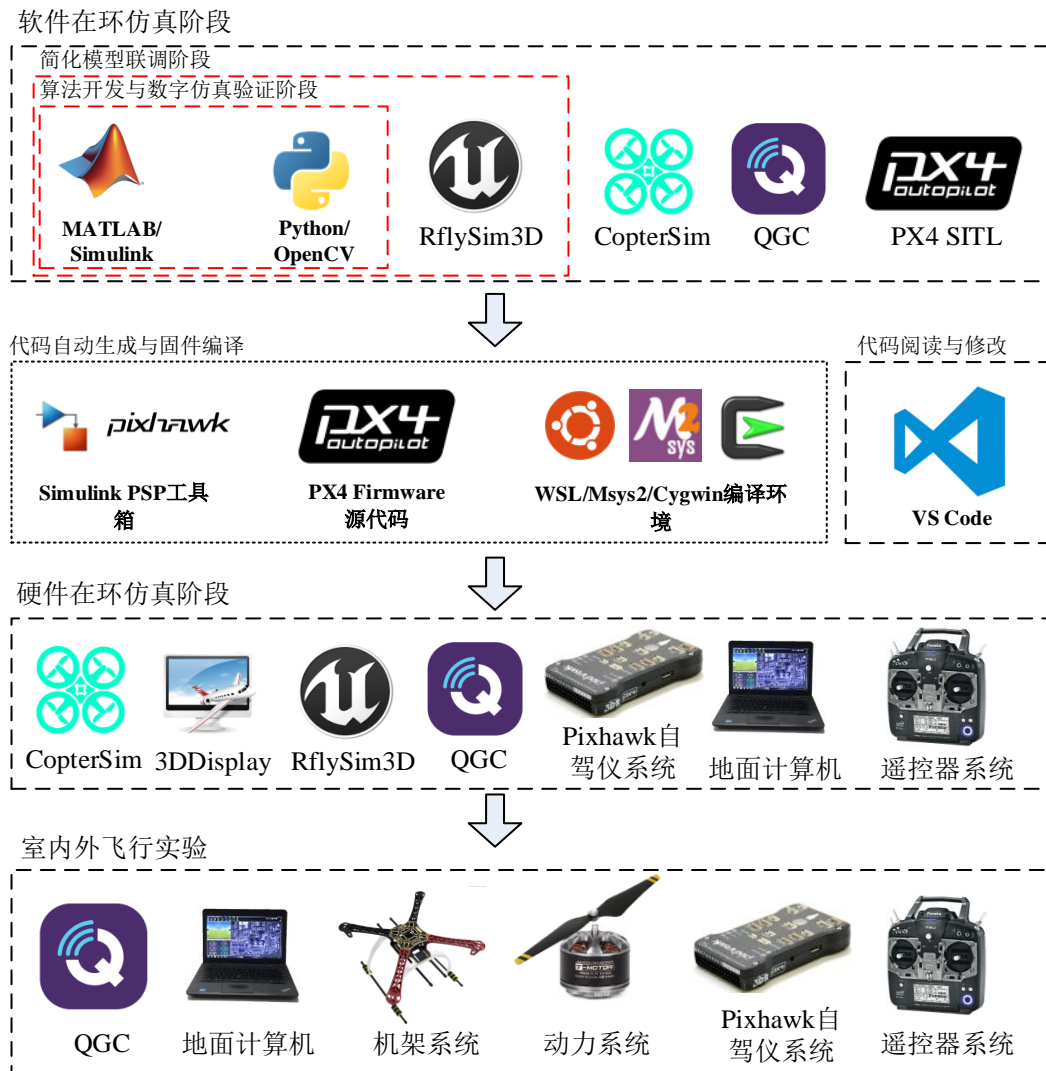 软件在环仿真阶段
简化模型联调阶段
算法开发与数字仿真验证阶段
MATLAB/
Simulink
Python/
OpenCV
RflySim3D
CopterSim
QGC
px4
autopilot
PX4 SITL
代码自动生成与固件编译
代码阅读与修改
pixhawk
Simulink PSP工具
箱
px4
autopilot
PX4 Firmware
源代码
M2
sys
WSL/Msys2/Cygwin编译环
境
VS Code
硬件在环仿真阶段
CopterSim
3DDisplay
RflySim3D
QGC
Pixhawk自
驾仪系统
地面计算机
遥控器系统
室内外飞行实验
QGC
地面计算机
机架系统
T-MOTOR
动力系统
Pixhawk自
驾仪系统
遥控器系统